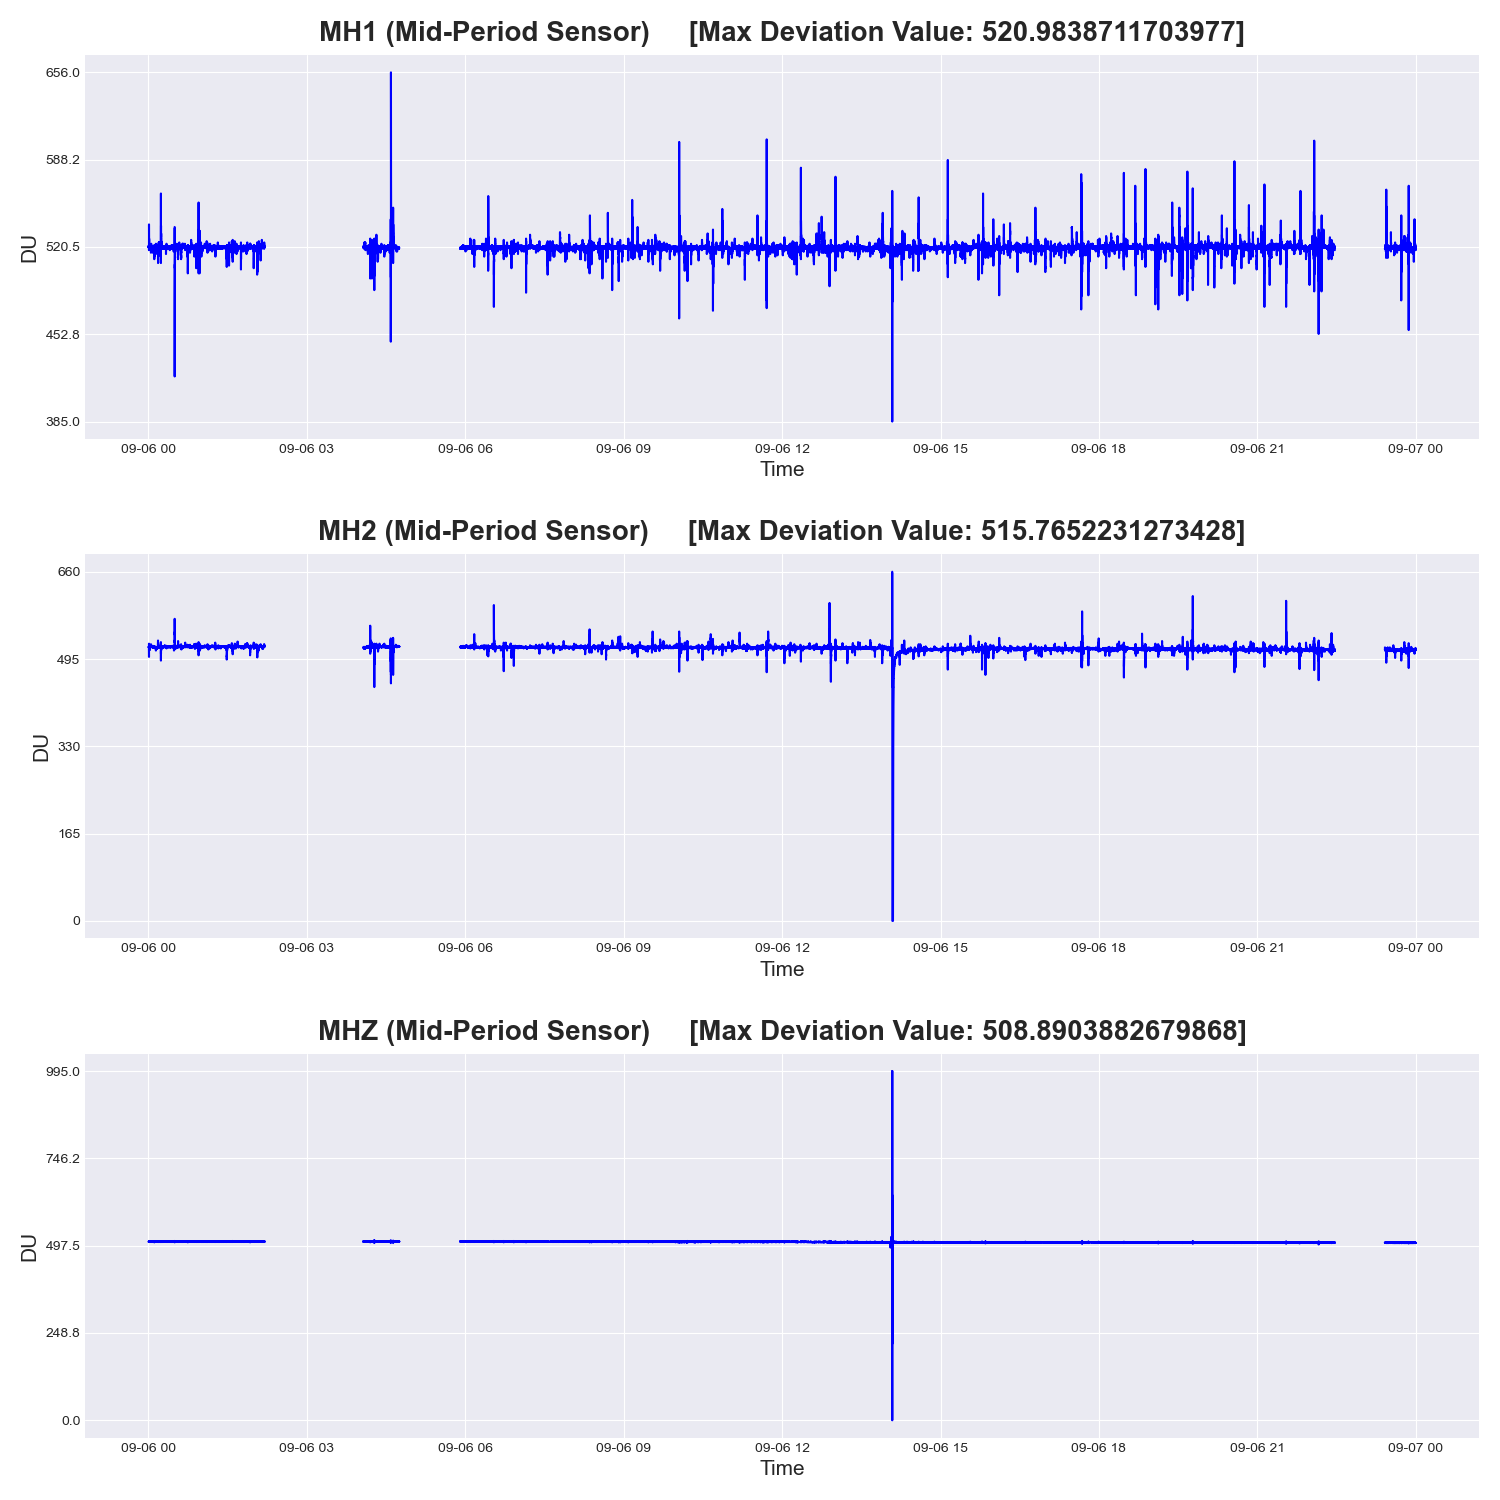 MH1 (Mid-Period Sensor) [Max Deviation Value: 520.9838711703977]
656.0
588.2
520.5
452.8
385.0
DU
09-06 00 09-06 03 09-06 06 09-06 09 09-06 12 09-06 15 09-06 18 09-06 21 09-07 00
Time
MH2 (Mid-Period Sensor) [Max Deviation Value: 515.7652231273428]
660
495
330
165
0
DU
09-06 00 09-06 03 09-06 06 09-06 09 09-06 12 09-06 15 09-06 18 09-06 21 09-07 00
Time
MHZ (Mid-Period Sensor) [Max Deviation Value: 508.8903882679868]
995.0
746.2
497.5
248.8
0.0
DU
09-06 00 09-06 03 09-06 06 09-06 09 09-06 12 09-06 15 09-06 18 09-06 21 09-07 00
Time